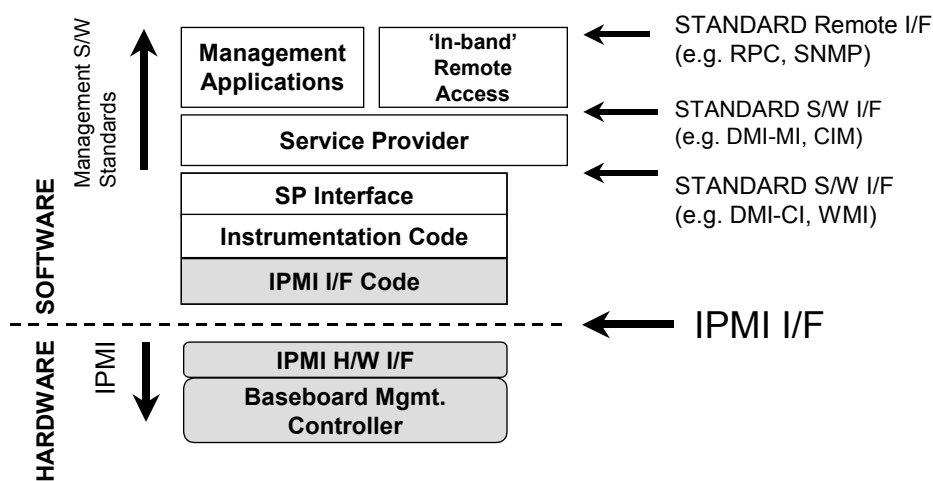 Management S/W
Standards
SOFTWARE
Management
Applications
‘In-band’
Remote
Access
Service Provider
SP Interface
Instrumentation Code
IPMI I/F Code
STANDARD Remote I/F
(e.g. RPC, SNMP)
STANDARD S/W I/F
(e.g. DMI-MI, CIM)
STANDARD S/W I/F
(e.g. DMI-CI, WMI)
IPMI I/F
HARDWARE
IPMI
IPMI H/W I/F
Baseboard Mgmt.
Controller